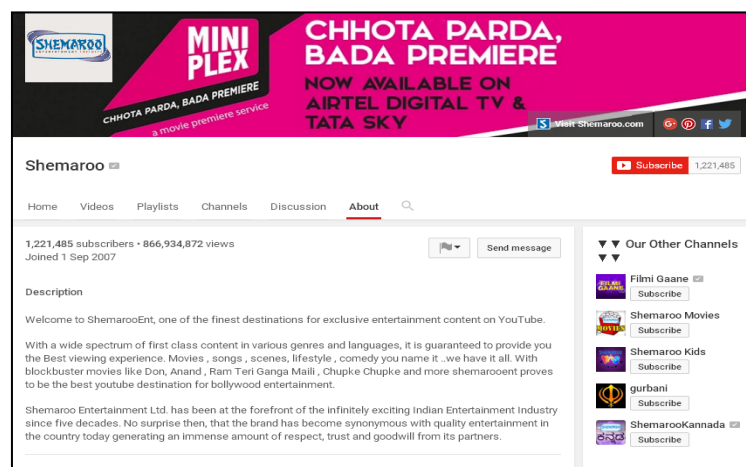 SHEMAROO
MINI
PLEX
CHHOTA PARDA, BADA PREMIERE
a movie premiere service
CHHOTA PARDA,
BADA PREMIERE
NOW AVAILABLE ON
AIRTEL DIGITAL TV &
TATA SKY
Visit Shemaroo.com
Shemaroo
Subscribe 1,221,485
Home Videos Playlists Channels Discussion About
1,221,485 subscribers • 866,934,872 views
Joined 1 Sep 2007
Send message
Description
Welcome to ShemarooEnt, one of the finest destinations for exclusive entertainment content on YouTube.
With a wide spectrum of first class content in various genres and languages, it is guaranteed to provide you
the Best viewing experience. Movies , songs , scenes, lifestyle , comedy you name it ..we have it all. With
blockbuster movies like Don, Anand , Ram Teri Ganga Maili , Chupke Chupke and more shemarooent proves
to be the best youtube destination for bollywood entertainment.
Shemaroo Entertainment Ltd. has been at the forefront of the infinitely exciting Indian Entertainment Industry
since five decades. No surprise then, that the brand has become synonymous with quality entertainment in
the country today generating an immense amount of respect, trust and goodwill from its partners.
▼ ▼ Our Other Channels
▼ ▼
FILMI
GAANE
Filmi Gaane
Subscribe
MOVIES
Shemaroo Movies
Subscribe
Shemaroo Kids
Subscribe
gurbani
Subscribe
ಕನ್ನಡ
ShemarooKannada
Subscribe